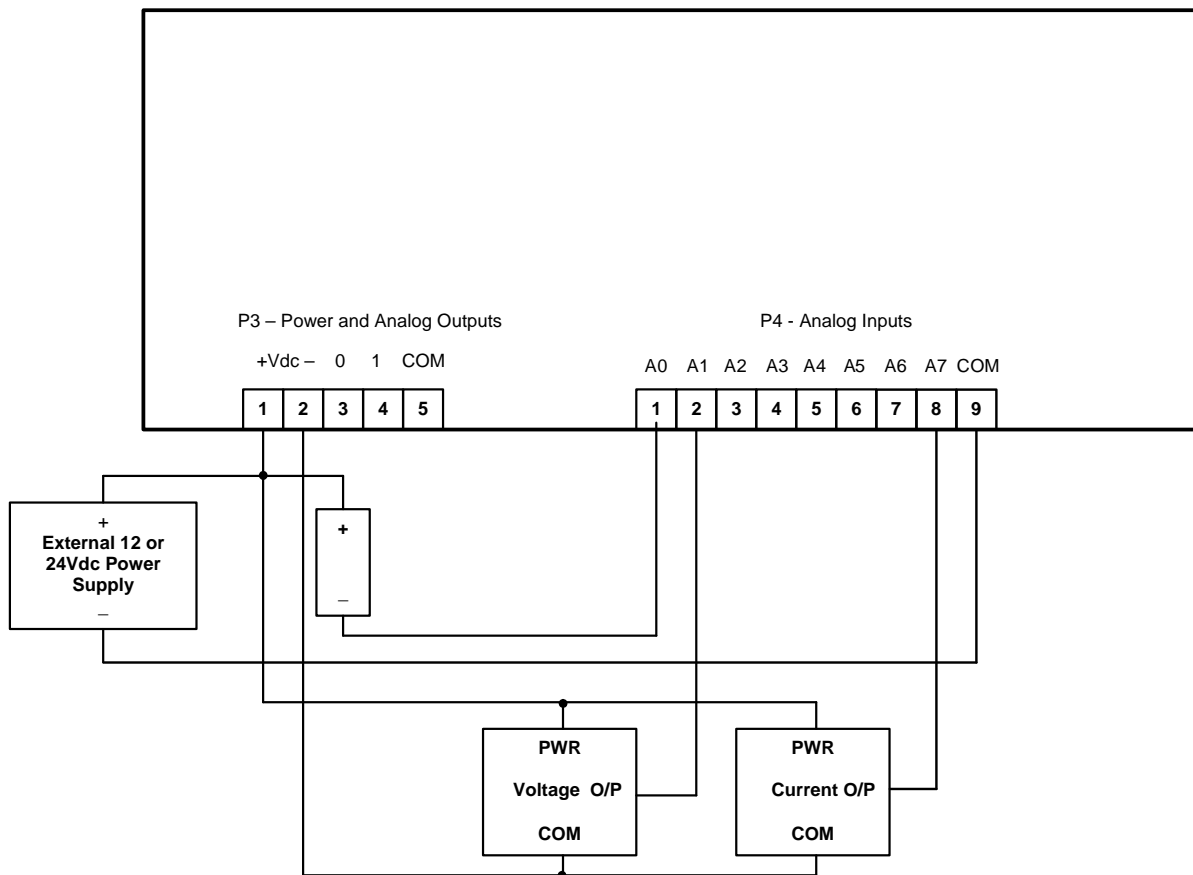 P3 – Power and Analog Outputs
P4 - Analog Inputs
+Vdc – 0 1 COM
A0 A1 A2 A3 A4 A5 A6 A7 COM
1 2 3 4 5
1 2 3 4 5 6 7 8 9
+
External 12 or
24Vdc Power
Supply
–
+
–
PWR
Voltage O/P
COM
PWR
Current O/P
COM